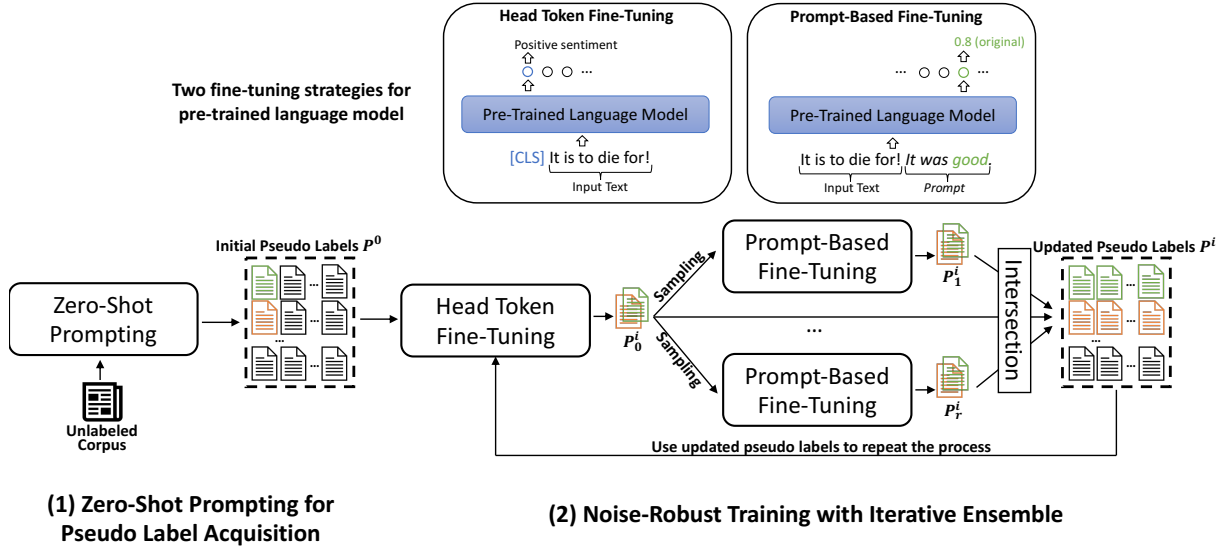 Head Token Fine-Tuning
Positive sentiment
...
Pre-Trained Language Model
[CLS] It is to die for!
Input Text
Prompt-Based Fine-Tuning
0.8 (original)
... ...
Pre-Trained Language Model
It is to die for! It was good.
Input Text Prompt
Two fine-tuning strategies for
pre-trained language model
Initial Pseudo Labels P^0
...
...
...
...
Zero-Shot
Prompting
Unlabeled
Corpus
Head Token
Fine-Tuning
P_0^i
Sampling
Sampling
Prompt-Based
Fine-Tuning
P_1^i
...
Prompt-Based
Fine-Tuning
P_r^i
Intersection
Updated Pseudo Labels P^i
...
...
...
...
Use updated pseudo labels to repeat the process
(1) Zero-Shot Prompting for
Pseudo Label Acquisition
(2) Noise-Robust Training with Iterative Ensemble